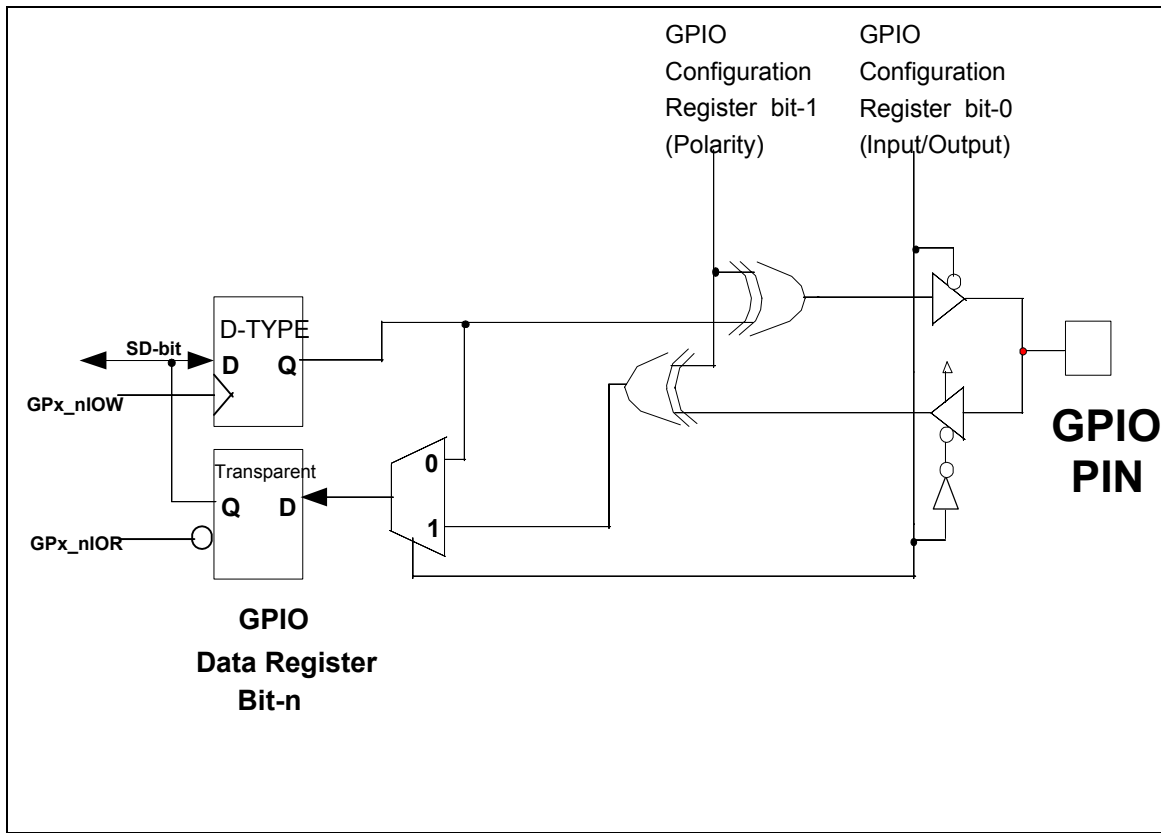 GPIO
Configuration
Register bit-1
(Polarity)
GPIO
Configuration
Register bit-0
(Input/Output)
D-TYPE
SD-bit
D Q
GPx_nIOW
Transparent
Q D
GPx_nIOR
0
1
GPIO
PIN
GPIO
Data Register
Bit-n